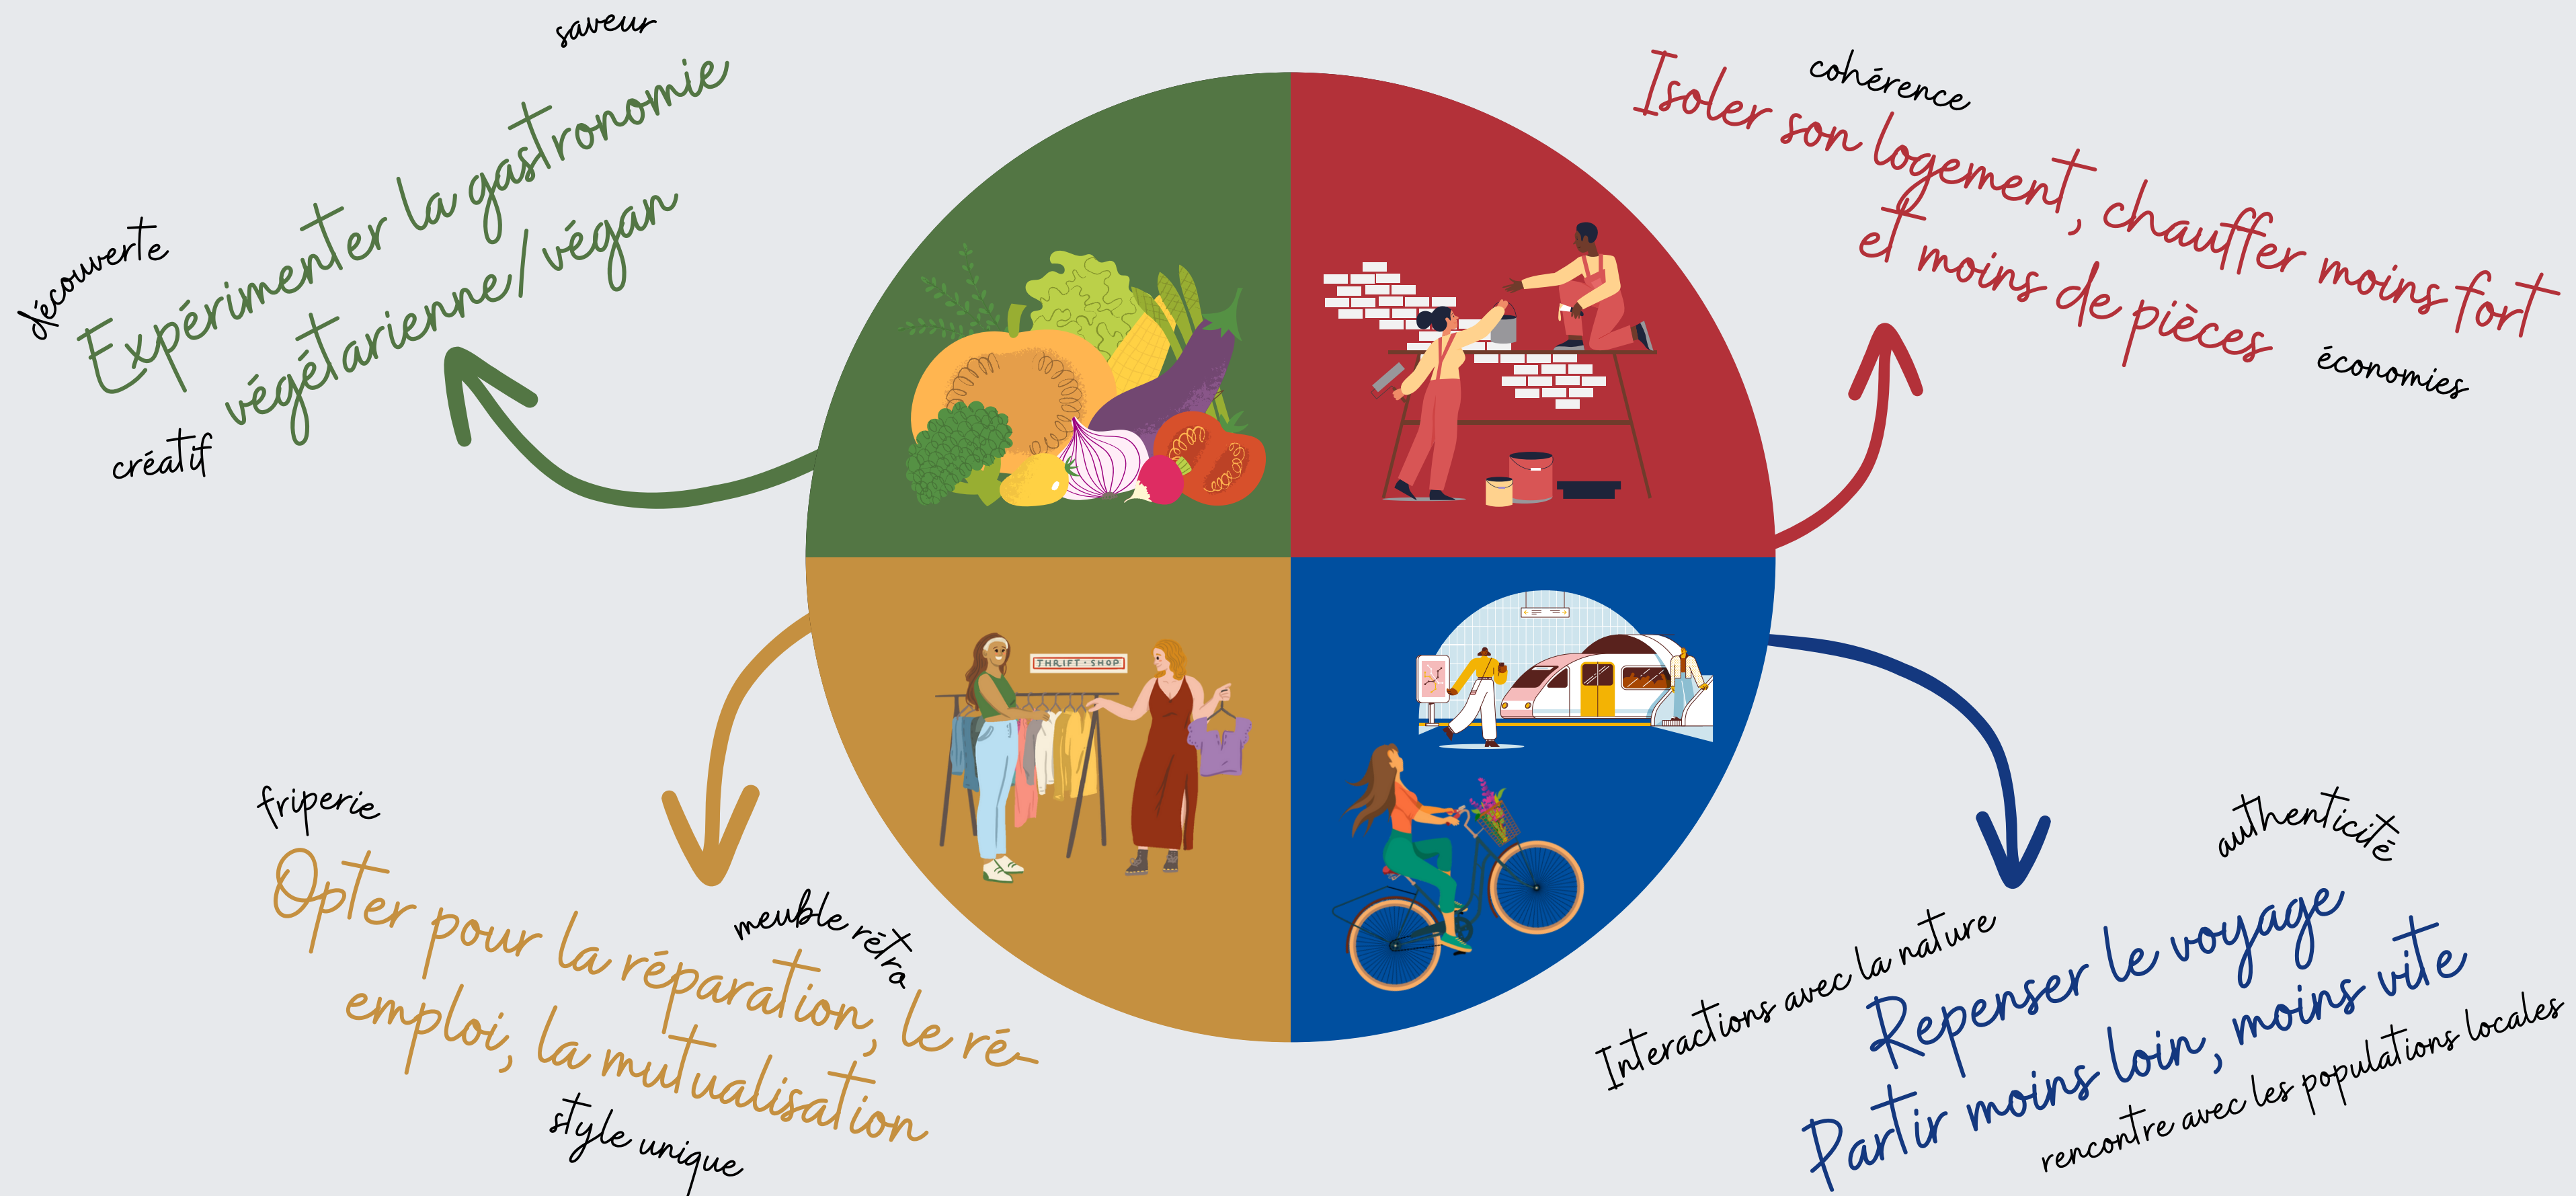 saveur
découverte
Expérimenter la gastronomie
végétarienne/végan
créatif
cohérence
Isoler son logement, chauffer moins fort
et moins de pièces
économies
THRIFT·SHOP
friperie
Opter pour la réparation, le ré-
emploi, la mutualisation
meuble rétro
style unique
authenticité
Interactions avec la nature
Repenser le voyage
Partir moins loin, moins vite
rencontre avec les populations locales